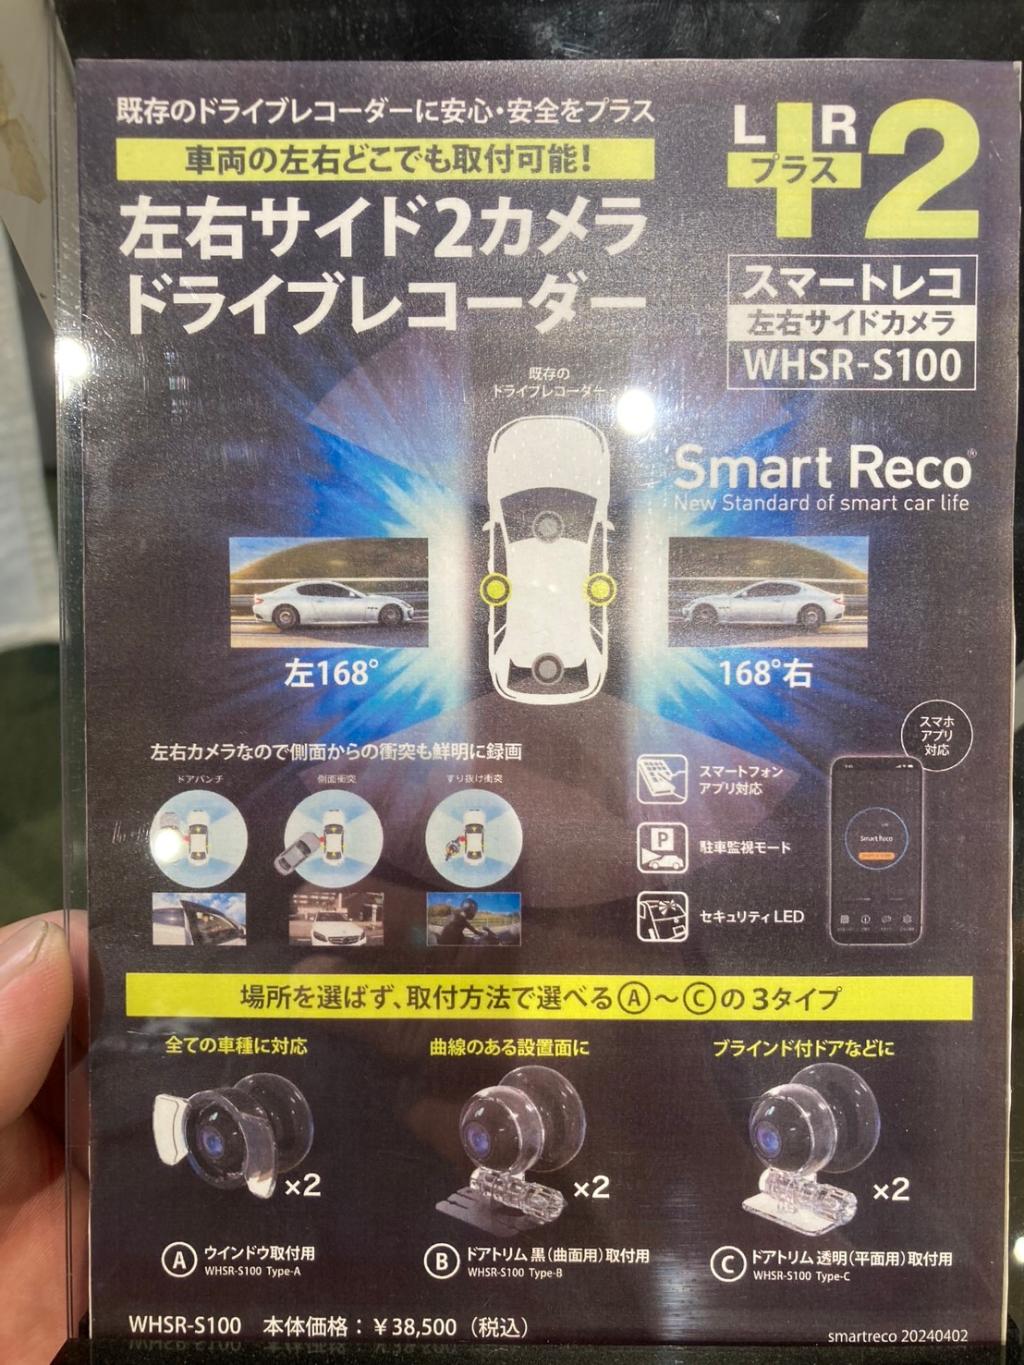 既存のドライブレコーダーに安心・安全をプラス
車両の左右どこでも取付可能!
左右サイド2カメラ
ドライブレコーダー
L R
プラス
2
スマートレコ
左右サイドカメラ
WHSR-S100
既存の
ドライブレコーダー
Smart Reco®
New Standard of smart car life
左168°
168°右
左右カメラなので側面からの衝突も鮮明に録画
ドアパンチ
側面衝突
すり抜け衝突
スマートフォン
アプリ対応
駐車監視モード
セキュリティLED
スマホ
アプリ
対応
Smart Reco
場所を選ばず、取付方法で選べるⒶ〜Ⓒの3タイプ
全ての車種に対応
曲線のある設置面に
ブラインド付ドアなどに
×2
×2
×2
Ⓐ ウインドウ取付用
WHSR-S100 Type-A
Ⓑ ドアトリム 黒(曲面用)取付用
WHSR-S100 Type-B
Ⓒ ドアトリム 透明(平面用)取付用
WHSR-S100 Type-C
WHSR-S100 本体価格:¥38,500(税込)
smartreco 20240402